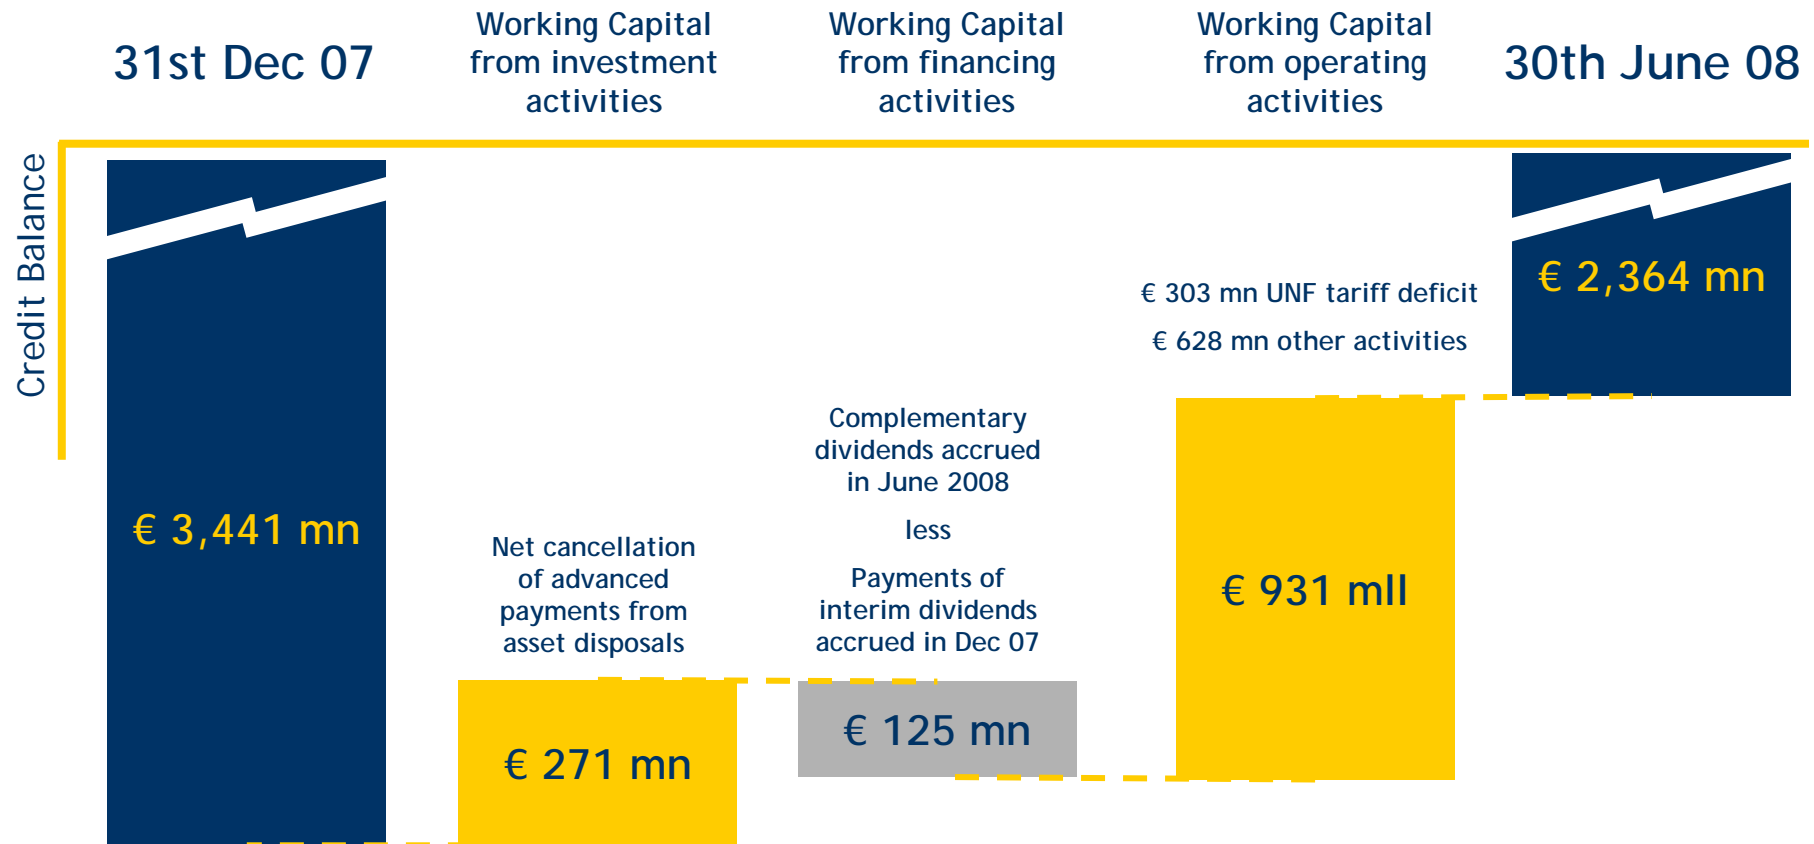 31st Dec 07
Working Capital
from investment
activities
Working Capital
from financing
activities
Working Capital
from operating
activities
30th June 08
Credit Balance
€ 3,441 mn
Net cancellation
of advanced
payments from
asset disposals
€ 271 mn
Complementary
dividends accrued
in June 2008
less
Payments of
interim dividends
accrued in Dec 07
€ 125 mn
€ 303 mn UNF tariff deficit
€ 628 mn other activities
€ 931 mll
€ 2,364 mn